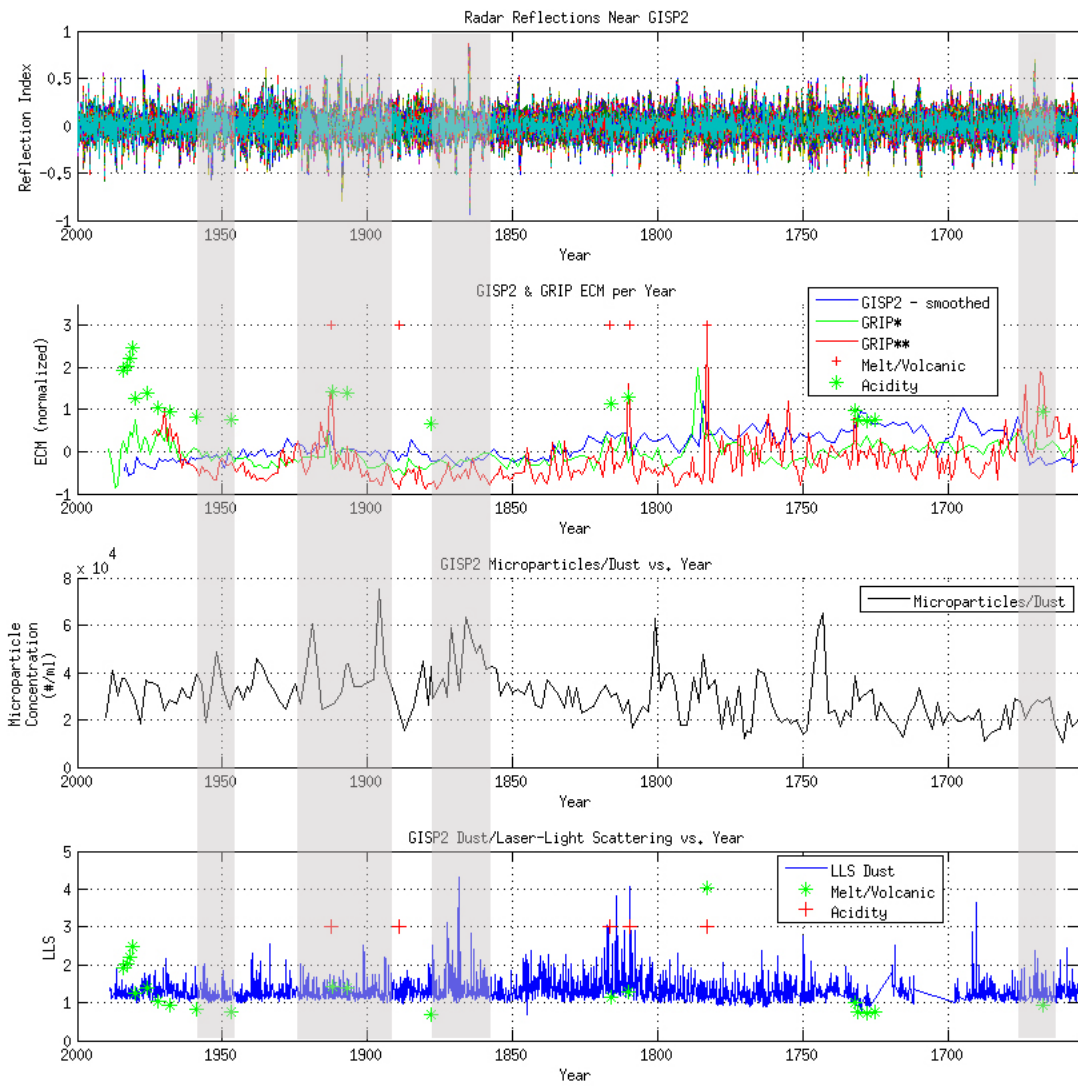 Radar Reflections Near GISP2
1
0.5
0
−0.5
−1
Reflection Index
2000 1950 1900 1850 1800 1750 1700
Year
GISP2 & GRIP ECM per Year
GISP2 - smoothed
GRIP*
GRIP**
Melt/Volcanic
Acidity
3
2
1
0
−1
ECM (normalized)
2000 1950 1900 1850 1800 1750 1700
Year
GISP2 Microparticles/Dust vs. Year
x 10^4
Microparticles/Dust
8
6
4
2
0
Microparticle
Concentration
(#/ml)
2000 1950 1900 1850 1800 1750 1700
Year
GISP2 Dust/Laser-Light Scattering vs. Year
LLS Dust
Melt/Volcanic
Acidity
5
4
3
2
1
0
LLS
2000 1950 1900 1850 1800 1750 1700
Year